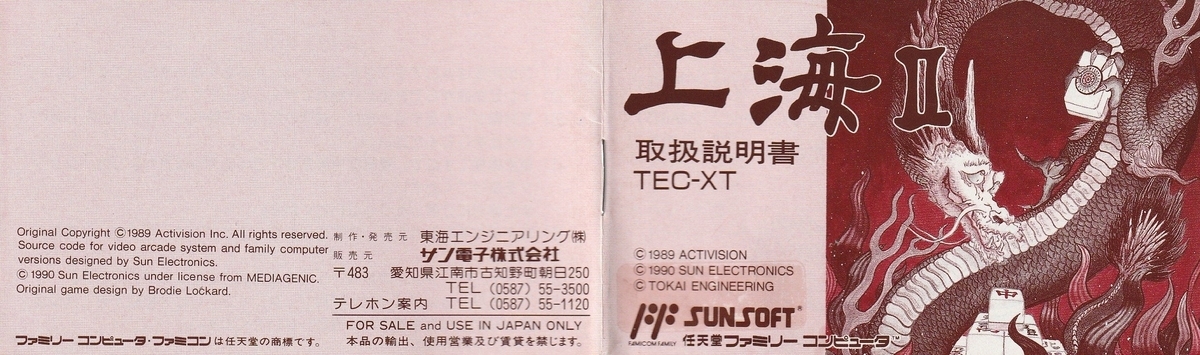 Original Copyright ©1989 Activision Inc. All rights reserved.
Source code for video arcade system and family computer
versions designed by Sun Electronics.
© 1990 Sun Electronics under license from MEDIAGENIC.
Original game design by Brodie Lockard.
ファミリー コンピュータ・ファミコンは任天堂の商標です。
制作・発売元 東海エンジニアリング㈱
販売元 サン電子株式会社
〒483 愛知県江南市古知野町朝日250
TEL (0587) 55-3500
テレホン案内 TEL (0587) 55-1120
FOR SALE and USE IN JAPAN ONLY
本品の輸出、使用営業及び賃貸を禁じます。
上海 II
取扱説明書
TEC-XT
© 1989 ACTIVISION
© 1990 SUN ELECTRONICS
© TOKAI ENGINEERING
SUNSOFT®
FAMICOM FAMILY
任天堂ファミリーコンピュータ™
中